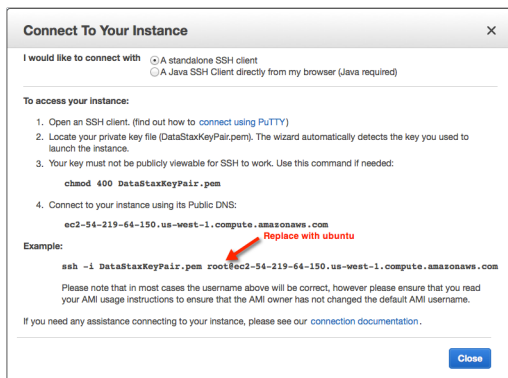 Connect To Your Instance ×
I would like to connect with A standalone SSH client
A Java SSH Client directly from my browser (Java required)
To access your instance:
1. Open an SSH client. (find out how to connect using PuTTY)
2. Locate your private key file (DataStaxKeyPair.pem). The wizard automatically detects the key you used to
launch the instance.
3. Your key must not be publicly viewable for SSH to work. Use this command if needed:
chmod 400 DataStaxKeyPair.pem
4. Connect to your instance using its Public DNS:
ec2-54-219-64-150.us-west-1.compute.amazonaws.com
Replace with ubuntu
Example:
ssh -i DataStaxKeyPair.pem root@ec2-54-219-64-150.us-west-1.compute.amazonaws.com
Please note that in most cases the username above will be correct, however please ensure that you read
your AMI usage instructions to ensure that the AMI owner has not changed the default AMI username.
If you need any assistance connecting to your instance, please see our connection documentation.
Close